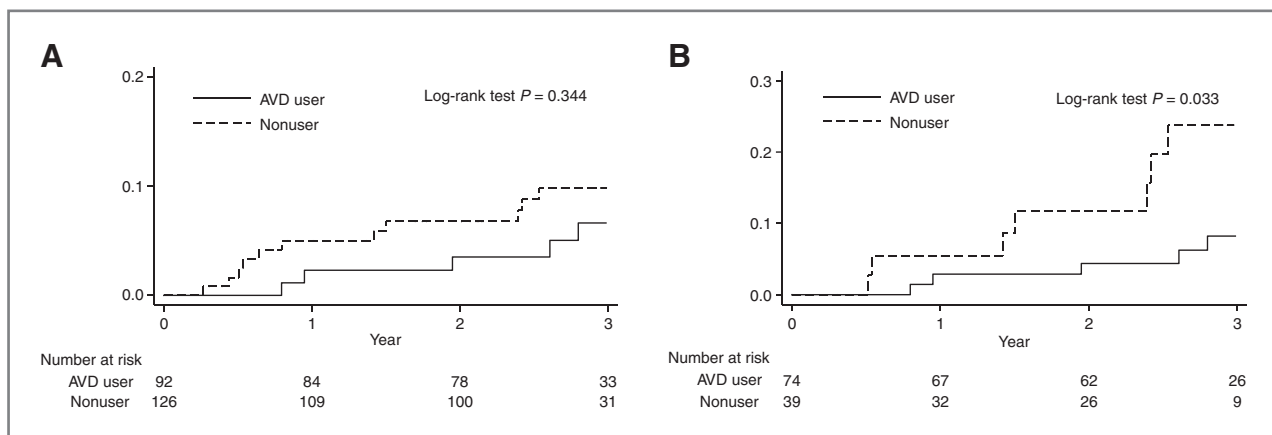 A
0.2
0.1
0.0
AVD user
Nonuser
Log-rank test P = 0.344
0 1 2 3
Year
Number at risk
AVD user 92 84 78 33
Nonuser 126 109 100 31
B
0.3
0.2
0.1
0.0
AVD user
Nonuser
Log-rank test P = 0.033
0 1 2 3
Year
Number at risk
AVD user 74 67 62 26
Nonuser 39 32 26 9